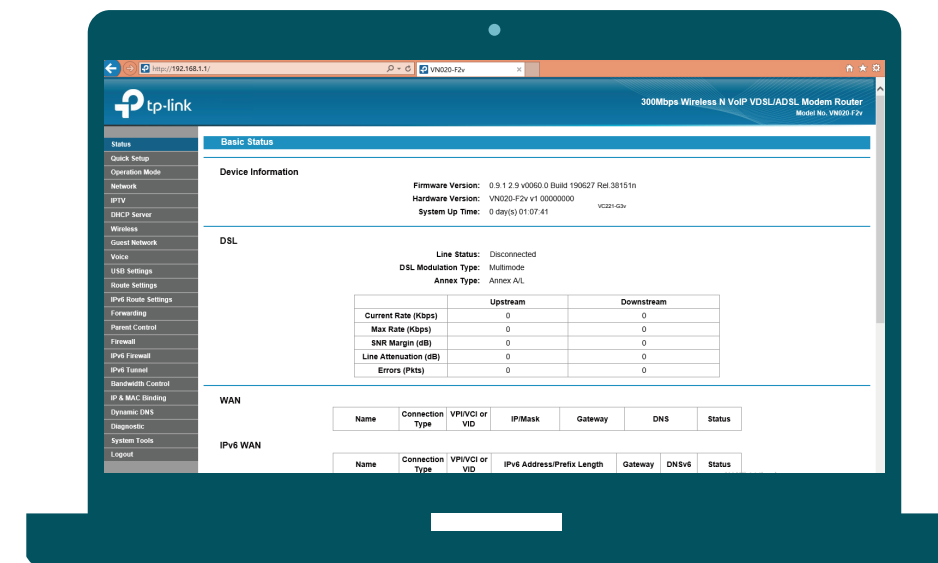 http://192.168.1.1/
VN020-F2v
tp-link
300Mbps Wireless N VoIP VDSL/ADSL Modem Router
Model No. VN020-F2v
Status
Quick Setup
Operation Mode
Network
IPTV
DHCP Server
Wireless
Guest Network
Voice
USB Settings
Route Settings
IPv6 Route Settings
Forwarding
Parent Control
Firewall
IPv6 Firewall
IPv6 Tunnel
Bandwidth Control
IP & MAC Binding
Dynamic DNS
Diagnostic
System Tools
Logout
Basic Status
Device Information
Firmware Version: 0.9.1 2.9 v0060.0 Build 190627 Rel.38151n
Hardware Version: VN020-F2v v1 00000000
VC221-G3v
System Up Time: 0 day(s) 01:07:41
DSL
Line Status: Disconnected
DSL Modulation Type: Multimode
Annex Type: Annex A/L
Upstream Downstream
Current Rate (Kbps) 0 0
Max Rate (Kbps) 0 0
SNR Margin (dB) 0 0
Line Attenuation (dB) 0 0
Errors (Pkts) 0 0
WAN
Name Connection Type VPI/VCI or VID IP/Mask Gateway DNS Status
IPv6 WAN
Name Connection Type VPI/VCI or VID IPv6 Address/Prefix Length Gateway DNSv6 Status